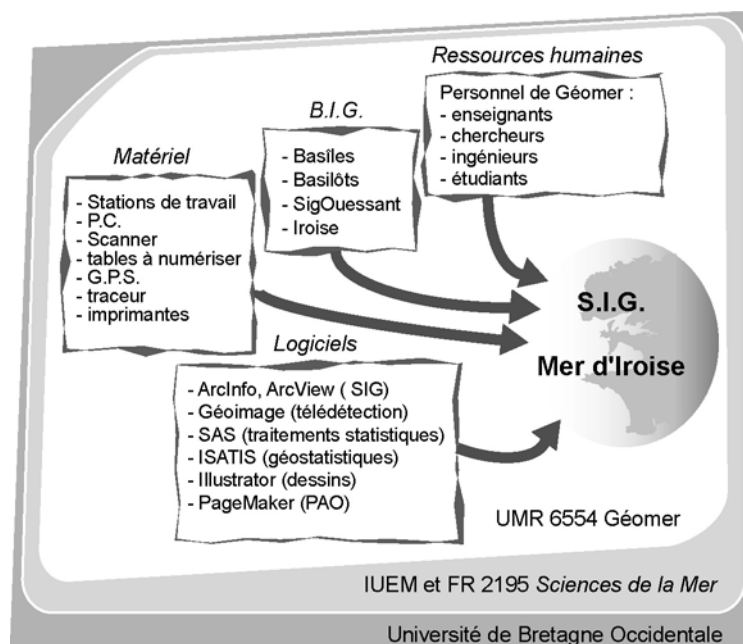 Ressources humaines
Personnel de Géomer :
- enseignants
- chercheurs
- ingénieurs
- étudiants
B.I.G.
- Basîles
- Basilôts
- SigOuessant
- Iroise
Matériel
- Stations de travail
- P.C.
- Scanner
- tables à numériser
- G.P.S.
- traceur
- imprimantes
S.I.G.
Mer d'Iroise
Logiciels
- ArcInfo, ArcView ( SIG)
- Géoimage (télédétection)
- SAS (traitements statistiques)
- ISATIS (géostatistiques)
- Illustrator (dessins)
- PageMaker (PAO)
UMR 6554 Géomer
IUEM et FR 2195 Sciences de la Mer
Université de Bretagne Occidentale